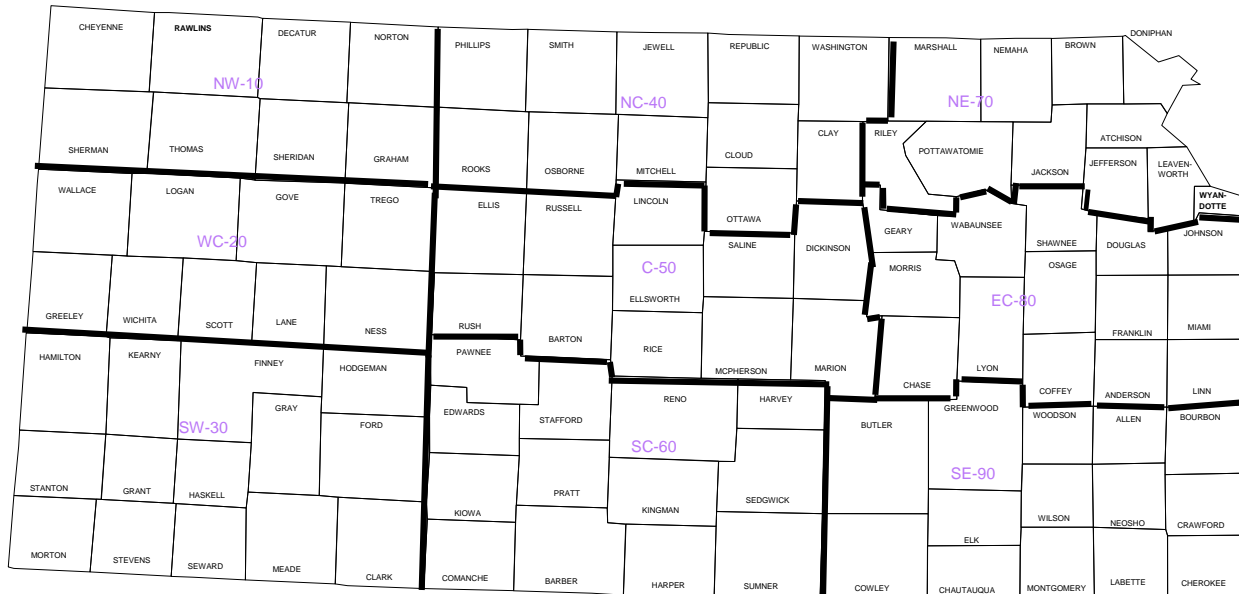 CHEYENNE
RAWLINS
DECATUR
NORTON
PHILLIPS
SMITH
JEWELL
REPUBLIC
WASHINGTON
MARSHALL
NEMAHA
BROWN
DONIPHAN
NW-10
NC-40
NE-70
SHERMAN
THOMAS
SHERIDAN
GRAHAM
ROOKS
OSBORNE
MITCHELL
CLOUD
CLAY
RILEY
POTTAWATOMIE
JACKSON
ATCHISON
JEFFERSON
LEAVEN-
WORTH
WYAN-
DOTTE
WALLACE
LOGAN
GOVE
TREGO
ELLIS
RUSSELL
LINCOLN
OTTAWA
SALINE
DICKINSON
GEARY
WABAUNSEE
SHAWNEE
DOUGLAS
JOHNSON
WC-20
C-50
ELLSWORTH
MORRIS
OSAGE
EC-80
GREELEY
WICHITA
SCOTT
LANE
NESS
RUSH
BARTON
RICE
MCPHERSON
MARION
CHASE
LYON
COFFEY
FRANKLIN
MIAMI
ANDERSON
LINN
HAMILTON
KEARNY
FINNEY
HODGEMAN
PAWNEE
GRAY
FORD
EDWARDS
STAFFORD
RENO
HARVEY
BUTLER
GREENWOOD
WOODSON
ALLEN
BOURBON
SW-30
SC-60
SE-90
STANTON
GRANT
HASKELL
KIOWA
PRATT
KINGMAN
SEDGWICK
ELK
WILSON
NEOSHO
CRAWFORD
MORTON
STEVENS
SEWARD
MEADE
CLARK
COMANCHE
BARBER
HARPER
SUMNER
COWLEY
CHAUTAUQUA
MONTGOMERY
LABETTE
CHEROKEE